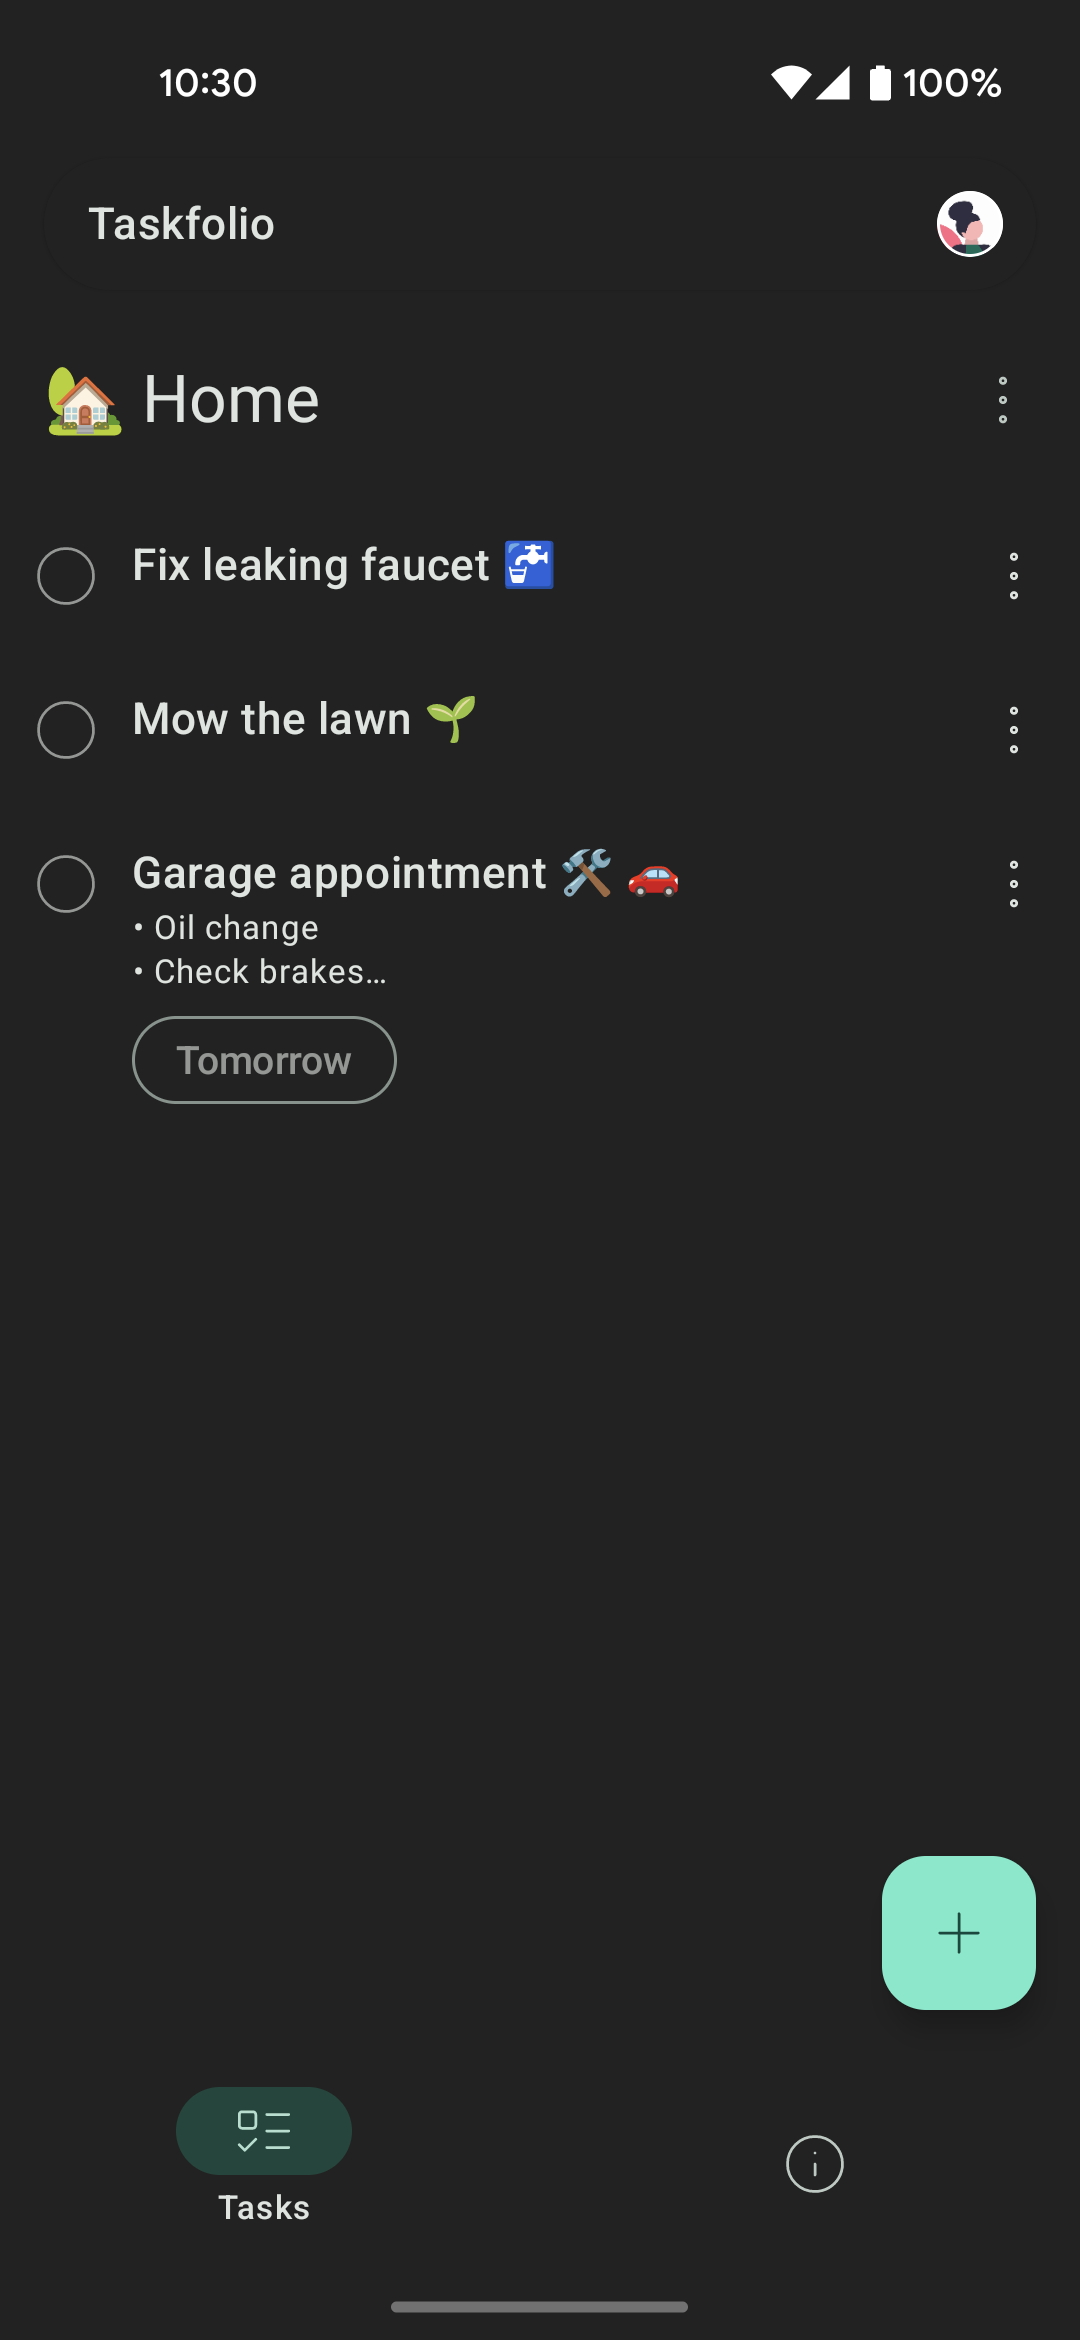 10:30 100%
Taskfolio
🏡 Home
Fix leaking faucet 🚰
Mow the lawn 🌱
Garage appointment 🛠️ 🚗
• Oil change
• Check brakes…
Tomorrow
Tasks